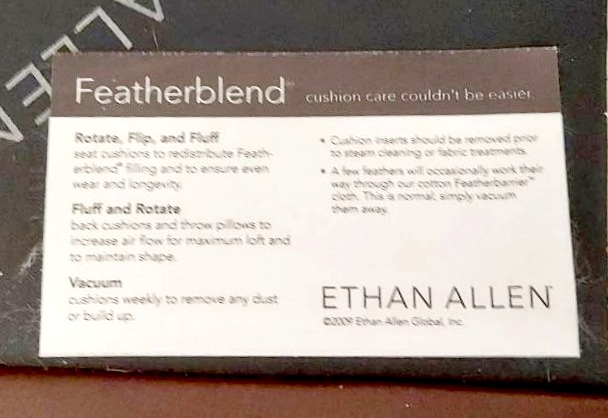 ALLEN
Featherblend™ cushion care couldn't be easier.
Rotate, Flip, and Fluff
seat cushions to redistribute Feath-
erblend® filling and to ensure even
wear and longevity.
Fluff and Rotate
back cushions and throw pillows to
increase air flow for maximum loft and
to maintain shape.
Vacuum
cushions weekly to remove any dust
or build up.
• Cushion inserts should be removed prior
to steam cleaning or fabric treatments.
• A few feathers will occasionally work their
way through our cotton Featherbarrier™
cloth. This is normal; simply vacuum
them away.
ETHAN ALLEN®
©2009 Ethan Allen Global, Inc.